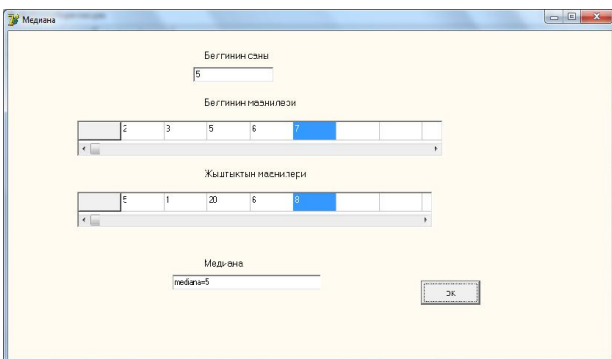 Медиана
Белгинин саны
5
Белгинин маанилери
2 3 5 6 7
Жыштыктын маанилери
5 1 20 6 8
Медиана
mediana=5
ок